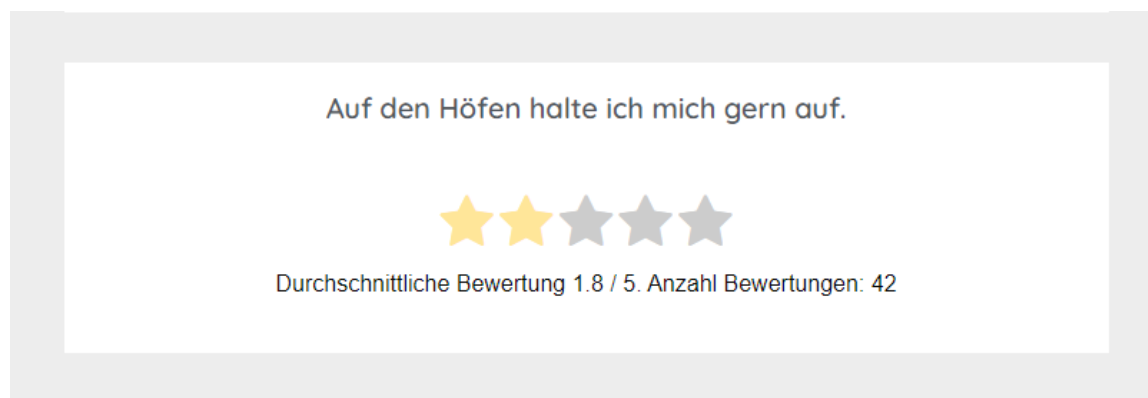 Auf den Höfen halte ich mich gern auf.
Durchschnittliche Bewertung 1.8 / 5. Anzahl Bewertungen: 42